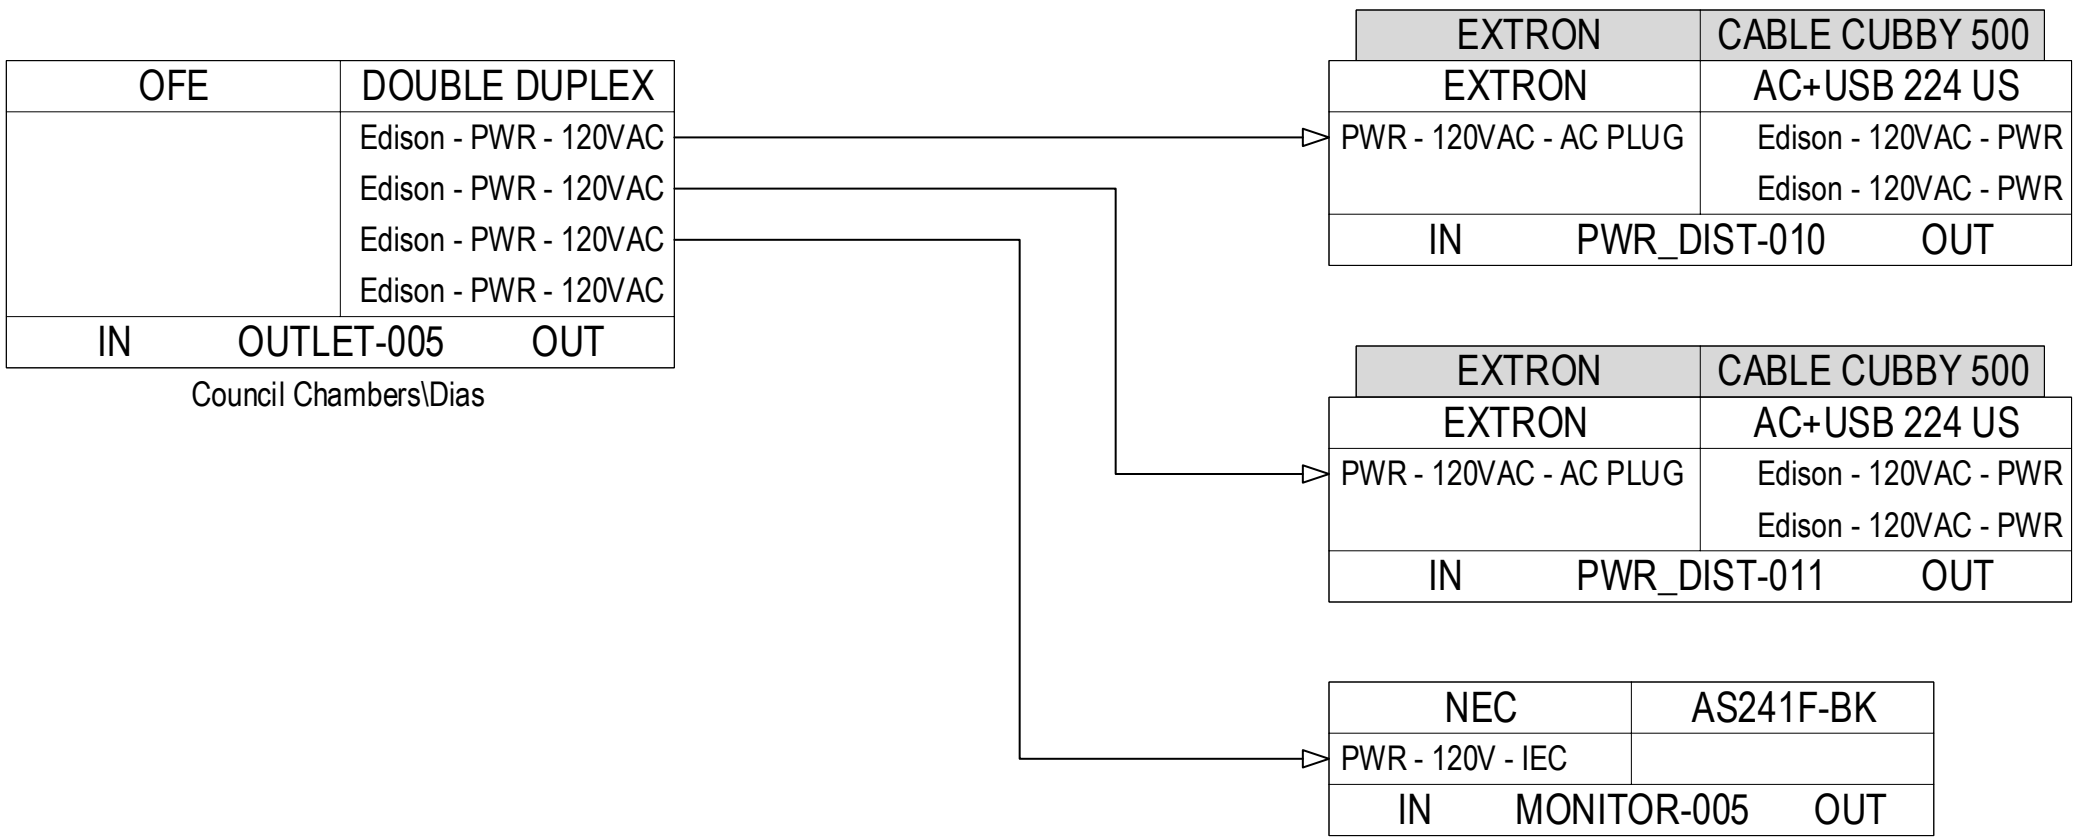 OFE DOUBLE DUPLEX
Edison - PWR - 120VAC
Edison - PWR - 120VAC
Edison - PWR - 120VAC
Edison - PWR - 120VAC
IN OUTLET-005 OUT
Council Chambers\Dias
EXTRON CABLE CUBBY 500
EXTRON AC+USB 224 US
PWR - 120VAC - AC PLUG Edison - 120VAC - PWR
Edison - 120VAC - PWR
IN PWR_DIST-010 OUT
EXTRON CABLE CUBBY 500
EXTRON AC+USB 224 US
PWR - 120VAC - AC PLUG Edison - 120VAC - PWR
Edison - 120VAC - PWR
IN PWR_DIST-011 OUT
NEC AS241F-BK
PWR - 120V - IEC
IN MONITOR-005 OUT